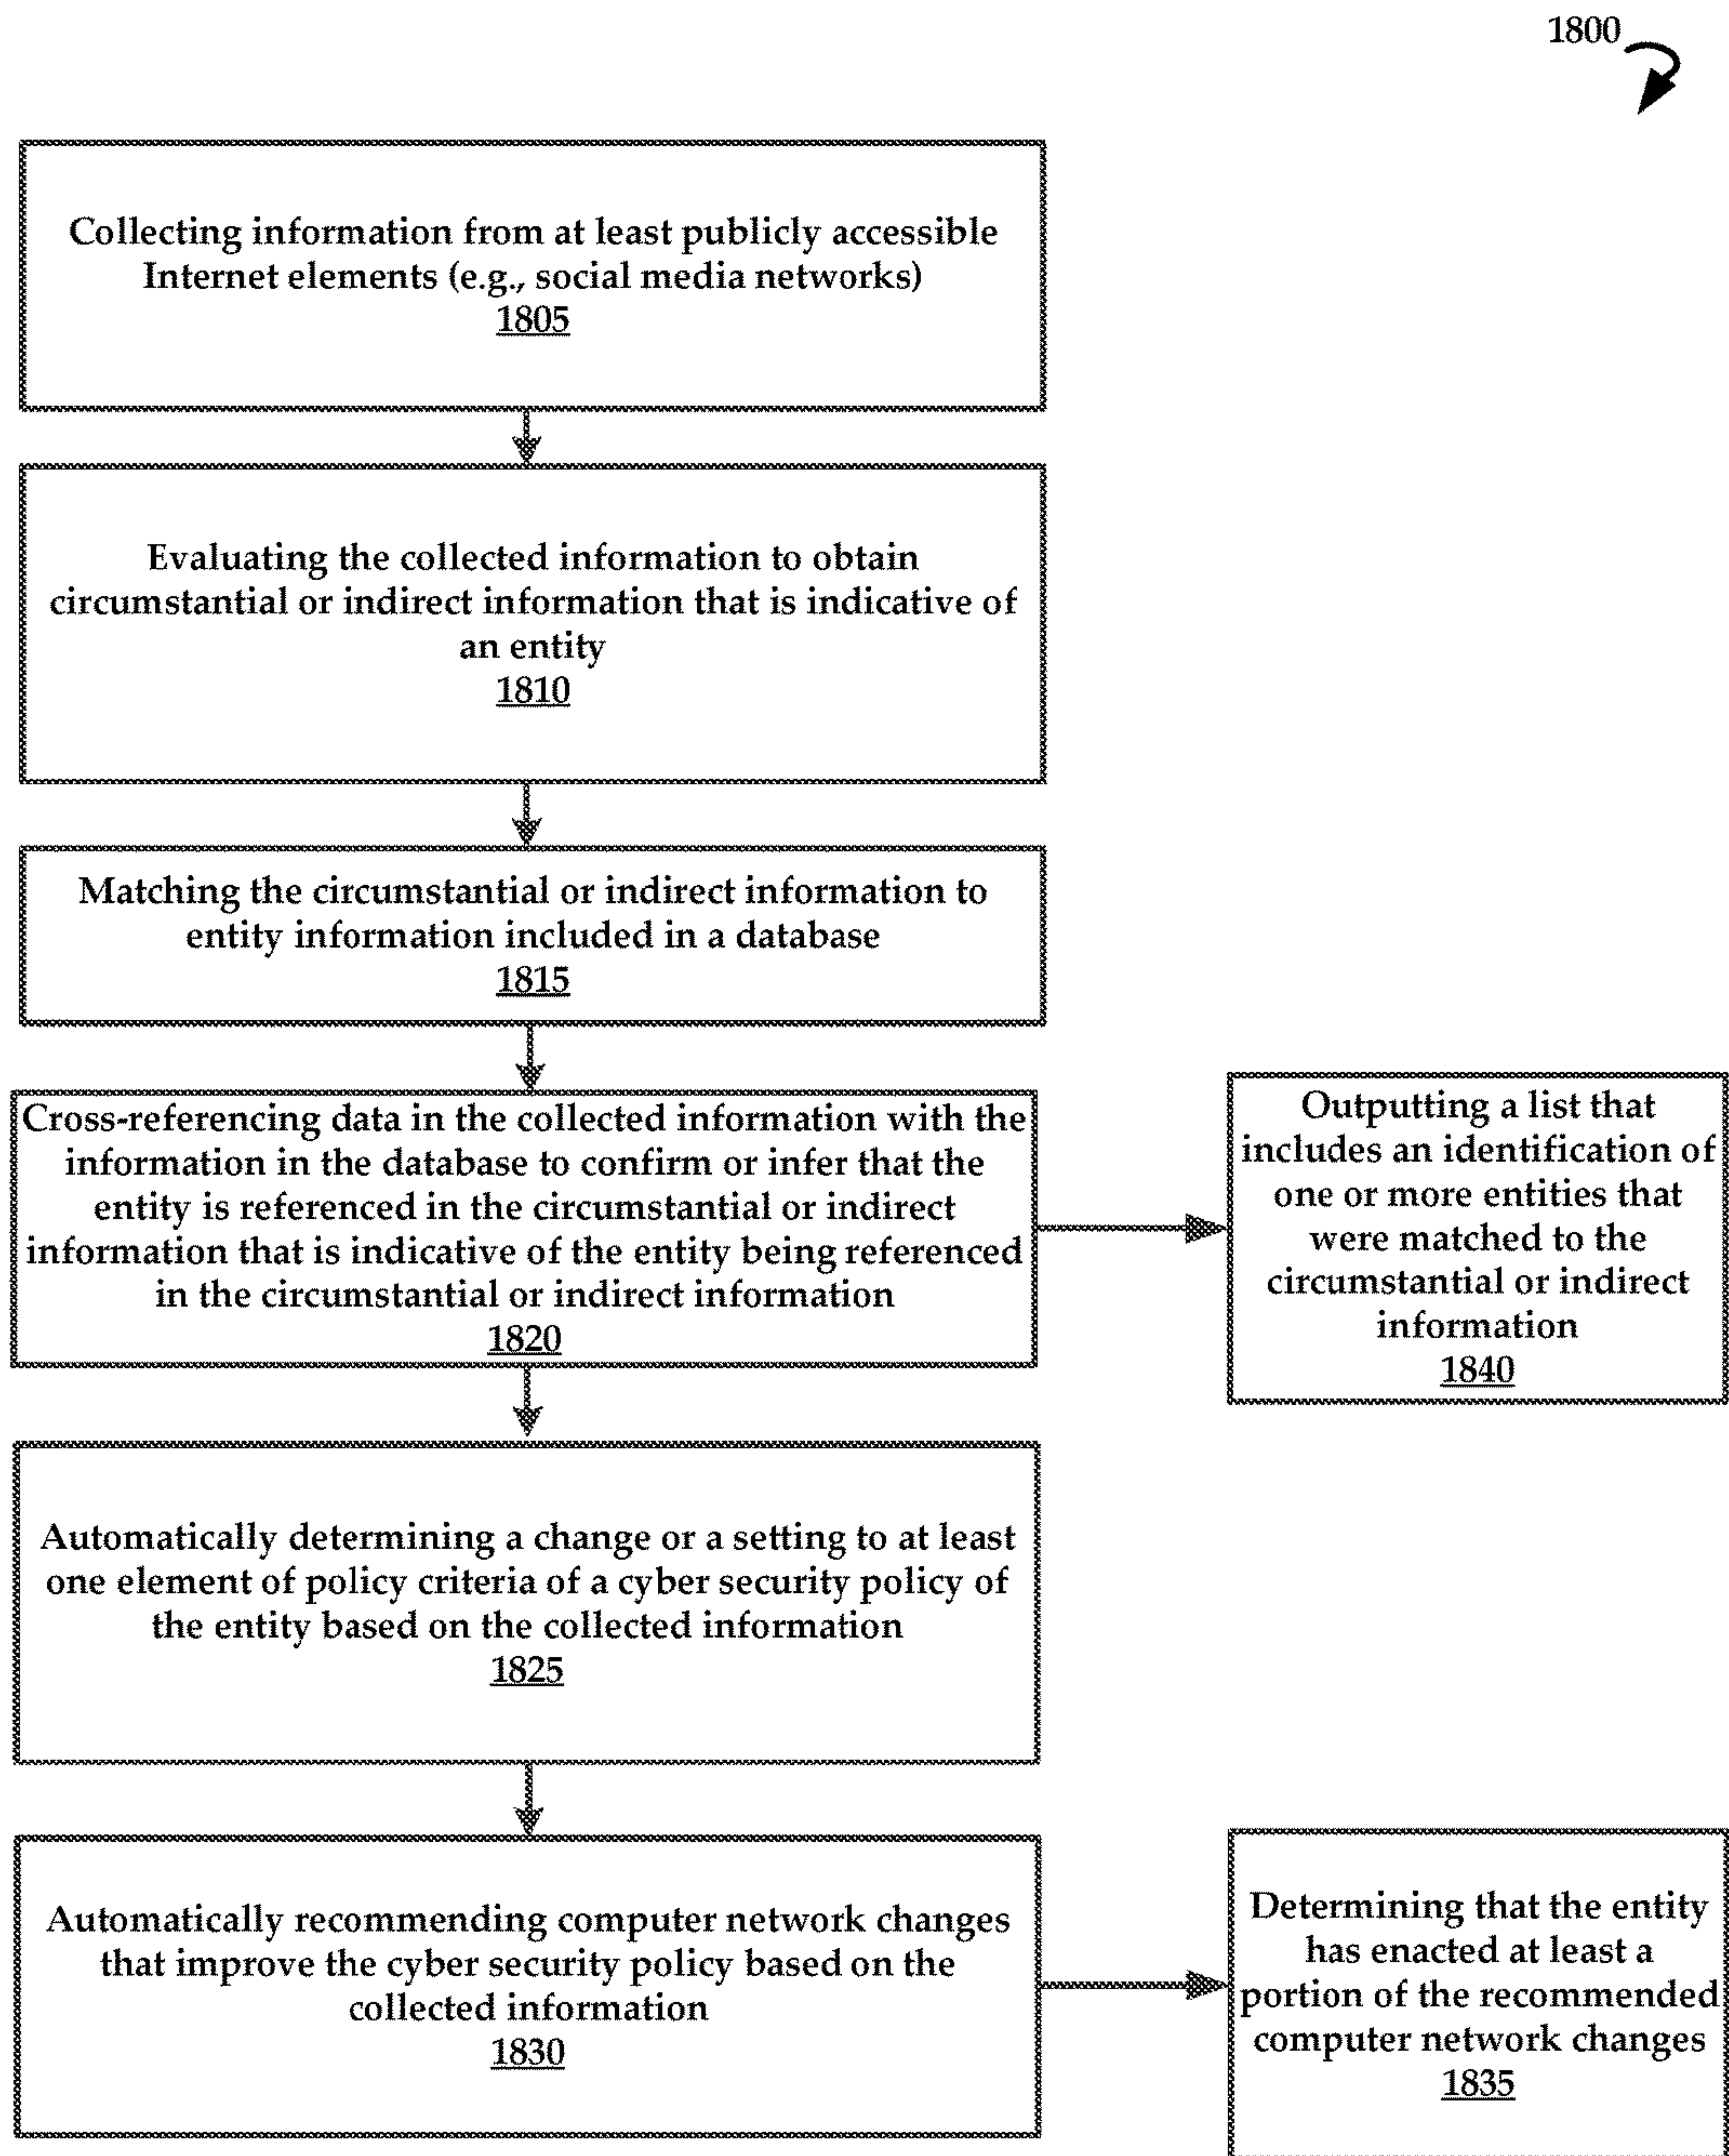 1800
Collecting information from at least publicly accessible
Internet elements (e.g., social media networks)
1805
Evaluating the collected information to obtain
circumstantial or indirect information that is indicative of
an entity
1810
Matching the circumstantial or indirect information to
entity information included in a database
1815
Cross-referencing data in the collected information with the
information in the database to confirm or infer that the
entity is referenced in the circumstantial or indirect
information that is indicative of the entity being referenced
in the circumstantial or indirect information
1820
Outputting a list that
includes an identification of
one or more entities that
were matched to the
circumstantial or indirect
information
1840
Automatically determining a change or a setting to at least
one element of policy criteria of a cyber security policy of
the entity based on the collected information
1825
Automatically recommending computer network changes
that improve the cyber security policy based on the
collected information
1830
Determining that the entity
has enacted at least a
portion of the recommended
computer network changes
1835